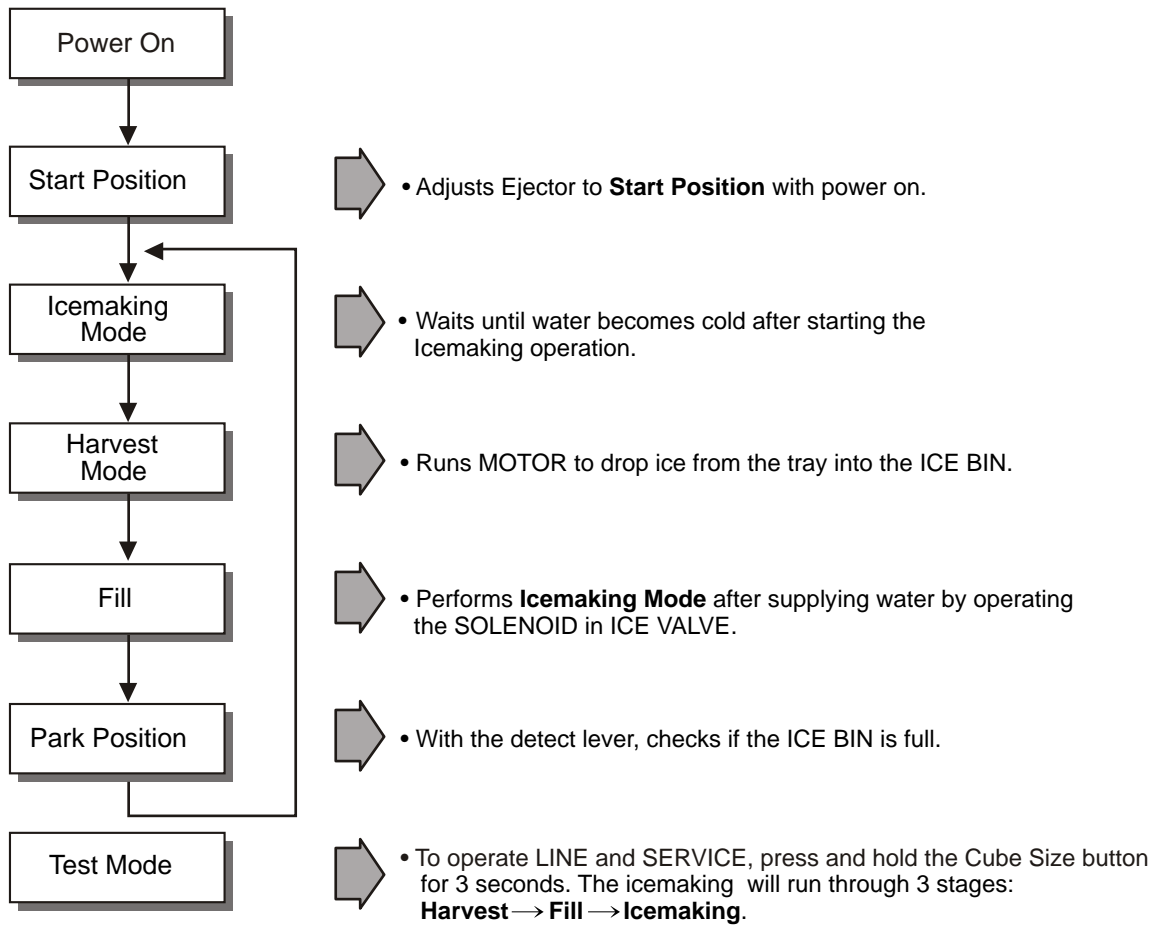 Power On
Start Position
• Adjusts Ejector to Start Position with power on.
Icemaking
Mode
• Waits until water becomes cold after starting the
Icemaking operation.
Harvest
Mode
• Runs MOTOR to drop ice from the tray into the ICE BIN.
Fill
• Performs Icemaking Mode after supplying water by operating
the SOLENOID in ICE VALVE.
Park Position
• With the detect lever, checks if the ICE BIN is full.
Test Mode
• To operate LINE and SERVICE, press and hold the Cube Size button
for 3 seconds. The icemaking will run through 3 stages:
Harvest → Fill → Icemaking.